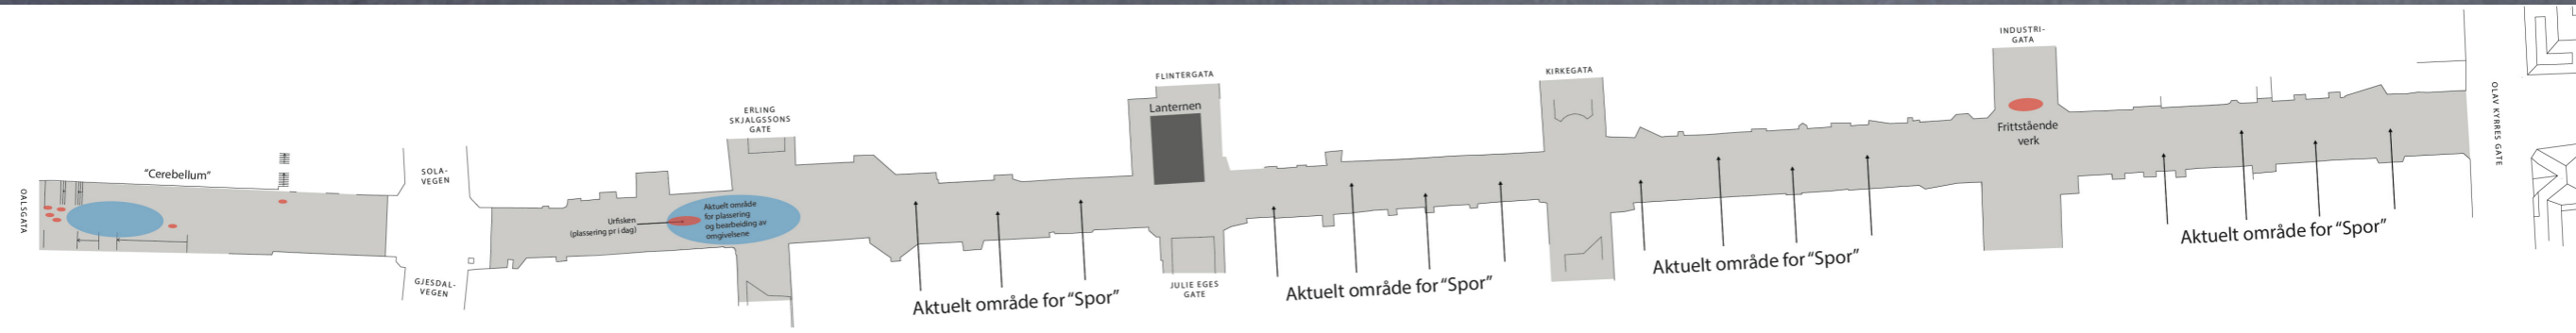 DALSGATA
"Cerebellum"
SOLA-
VEGEN
GJESDAL-
VEGEN
Urfisken
(plassering pr i dag)
ERLING
SKJALGSSONS
GATE
Aktuelt område
for plassering
og bearbeiding av
omgivelsene
Aktuelt område for "Spor"
FLINTERGATA
Lanternen
JULIE EGES
GATE
Aktuelt område for "Spor"
KIRKEGATA
Aktuelt område for "Spor"
INDUSTRI-
GATA
Frittstående
verk
Aktuelt område for "Spor"
OLAV KYRRES GATE